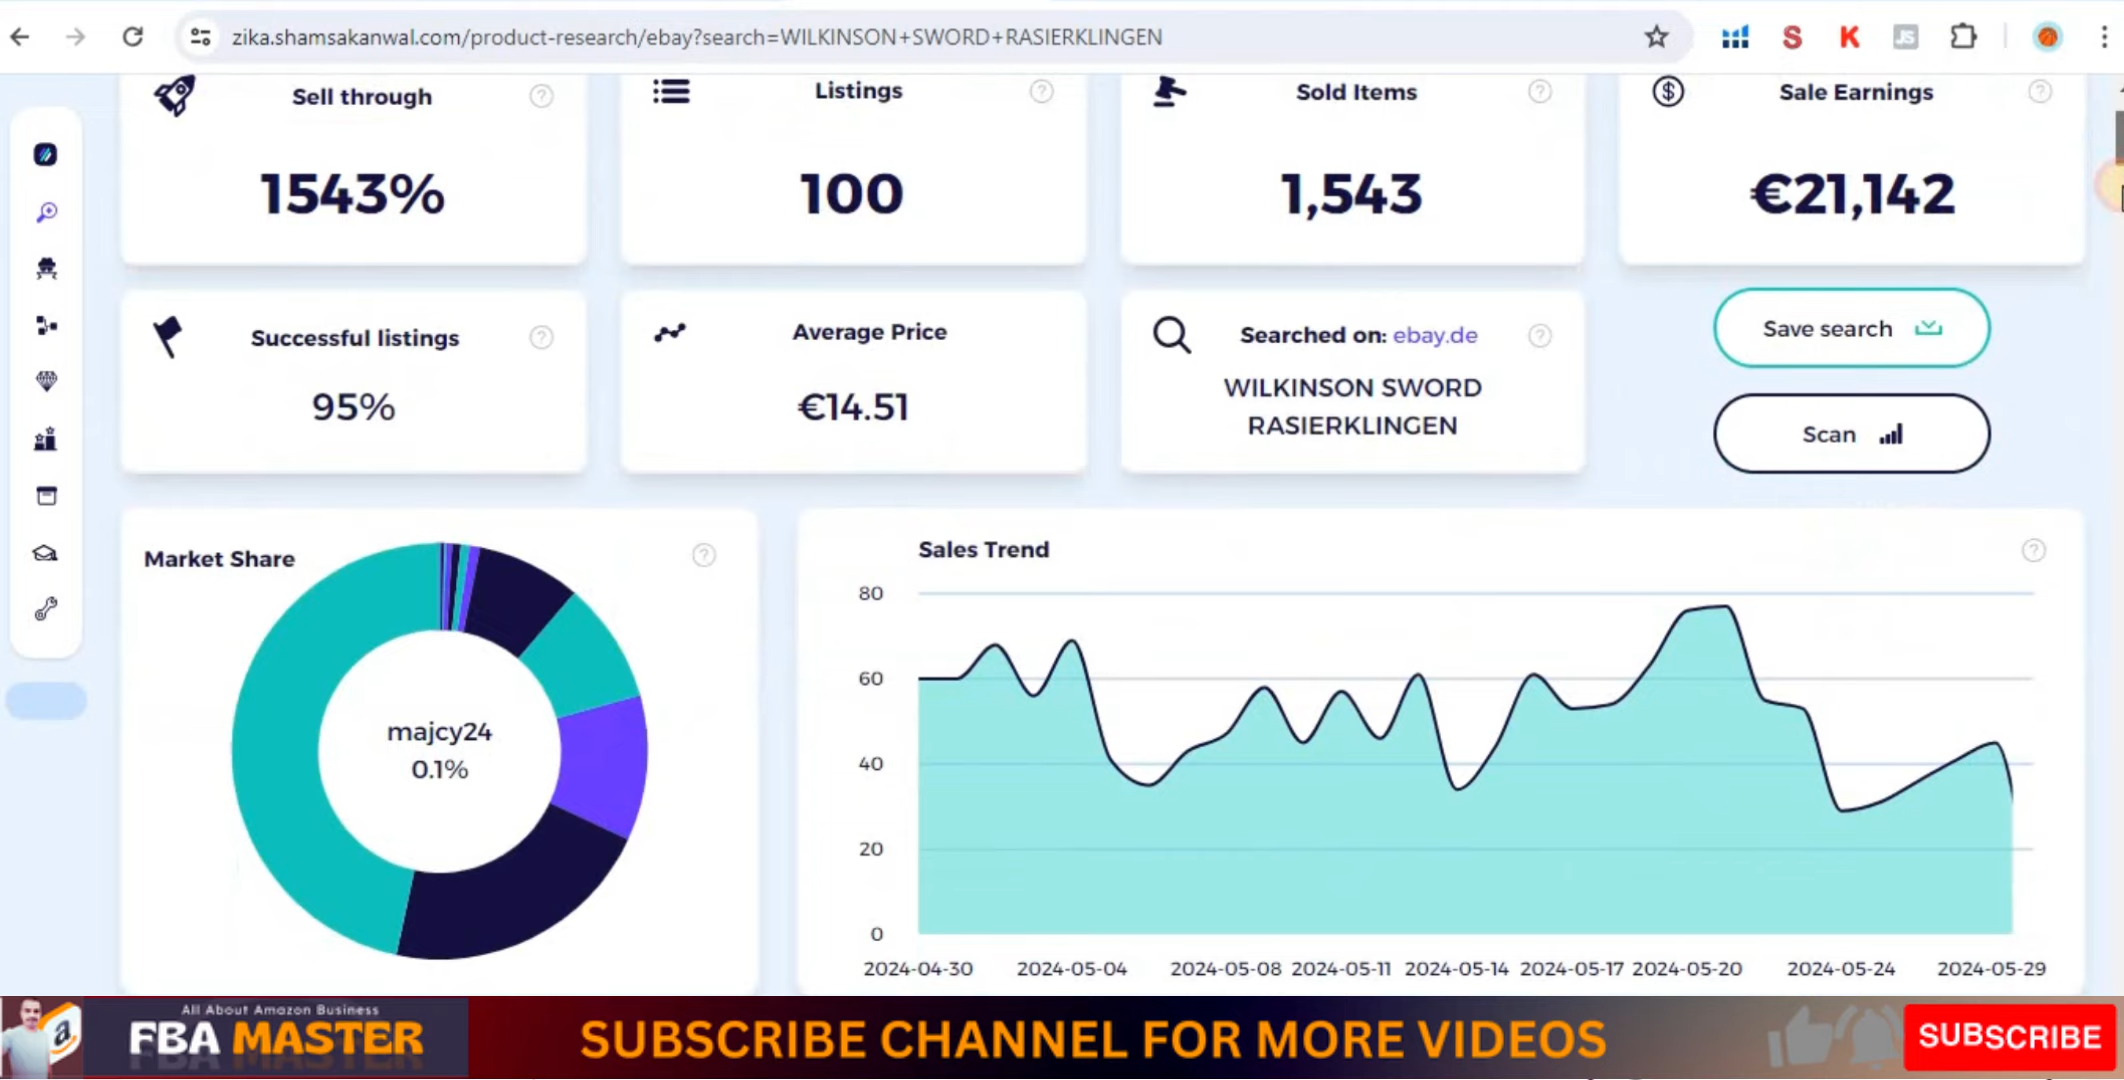 zika.shamsakanwal.com/product-research/ebay?search=WILKINSON+SWORD+RASIERKLINGEN
S
K
JS
Sell through
?
Listings
?
Sold Items
?
Sale Earnings
?
1543%
100
1,543
€21,142
Successful listings
?
95%
Average Price
€14.51
Searched on: ebay.de
?
WILKINSON SWORD
RASIERKLINGEN
Save search
Scan
Market Share
?
majcy24
0.1%
Sales Trend
?
80
60
40
20
0
2024-04-30 2024-05-04 2024-05-08 2024-05-11 2024-05-14 2024-05-17 2024-05-20 2024-05-24 2024-05-29
All About Amazon Business
a
FBA MASTER
SUBSCRIBE CHANNEL FOR MORE VIDEOS
SUBSCRIBE